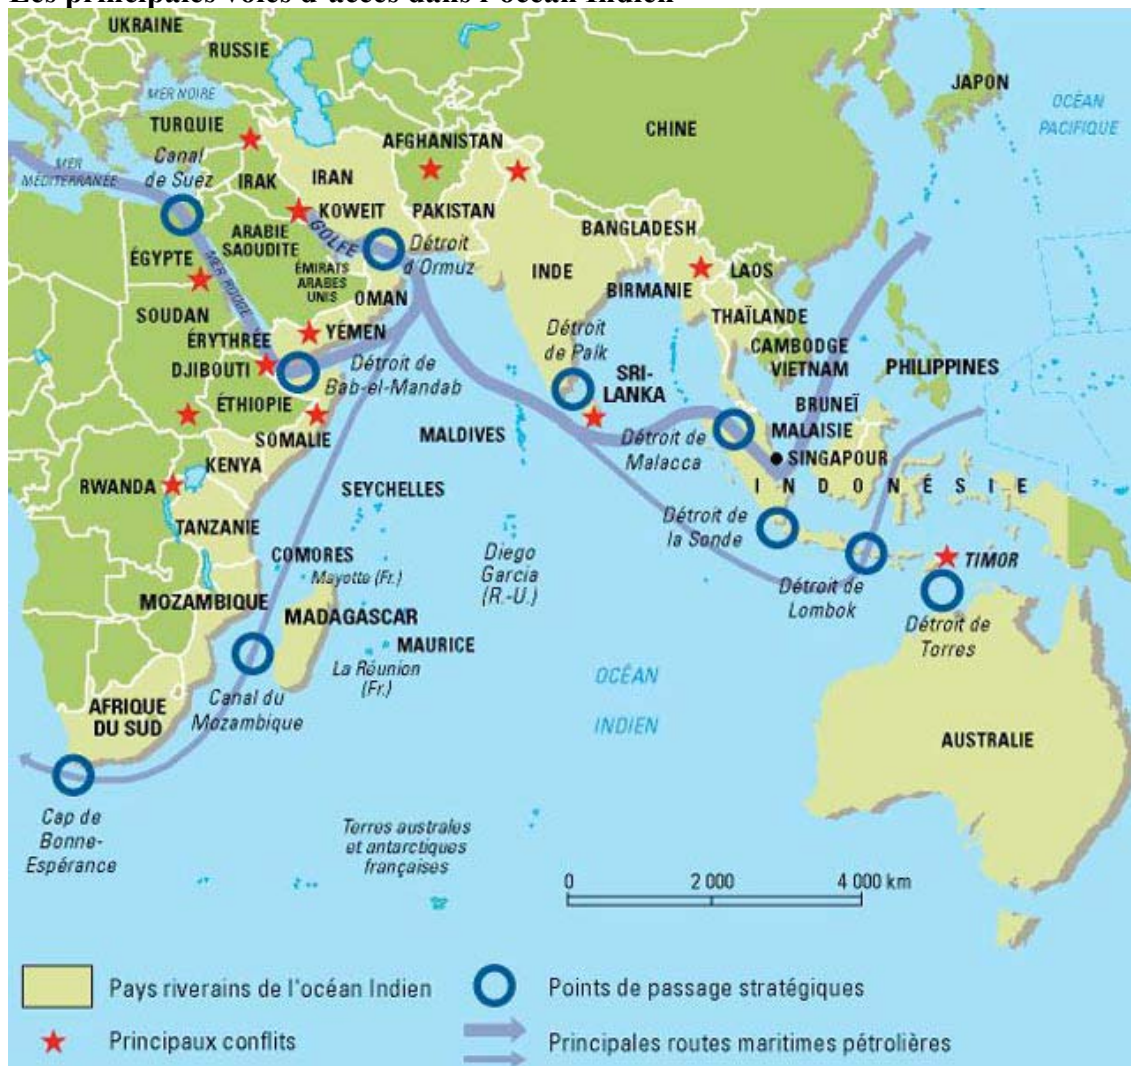 Les principales voies d'accès dans l'océan Indien
UKRAINE
RUSSIE
MER NOIRE
TURQUIE
JAPON
OCÉAN
PACIFIQUE
CHINE
AFGHANISTAN
MER
MÉDITERRANÉE
Canal
de Suez
IRAK
IRAN
KOWEIT
PAKISTAN
GOLFE
ARABIE
SAOUDITE
Détroit
d'Ormuz
BANGLADESH
ÉGYPTE
MER ROUGE
ÉMIRATS
ARABES
UNIS
OMAN
INDE
BIRMANIE
LAOS
SOUDAN
ÉRYTHRÉE
YÉMEN
THAÏLANDE
Détroit
de Palk
DJIBOUTI
Détroit de
Bab-el-Mandab
CAMBODGE
VIETNAM
PHILIPPINES
SRI-
LANKA
ÉTHIOPIE
SOMALIE
MALDIVES
Détroit de
Malacca
BRUNEÏ
MALAISIE
SINGAPOUR
KENYA
RWANDA
SEYCHELLES
INDONÉSIE
TANZANIE
Détroit de
la Sonde
COMORES
Mayotte (Fr.)
Diego
Garcia
(R.-U.)
TIMOR
Détroit de
Lombok
MOZAMBIQUE
MADAGASCAR
Détroit de
Torres
MAURICE
La Réunion
(Fr.)
OCÉAN
INDIEN
AFRIQUE
DU SUD
Canal du
Mozambique
AUSTRALIE
Cap de
Bonne-
Espérance
Terres australes
et antarctiques
françaises
0 2 000 4 000 km
Pays riverains de l'océan Indien
Points de passage stratégiques
Principaux conflits
Principales routes maritimes pétrolières